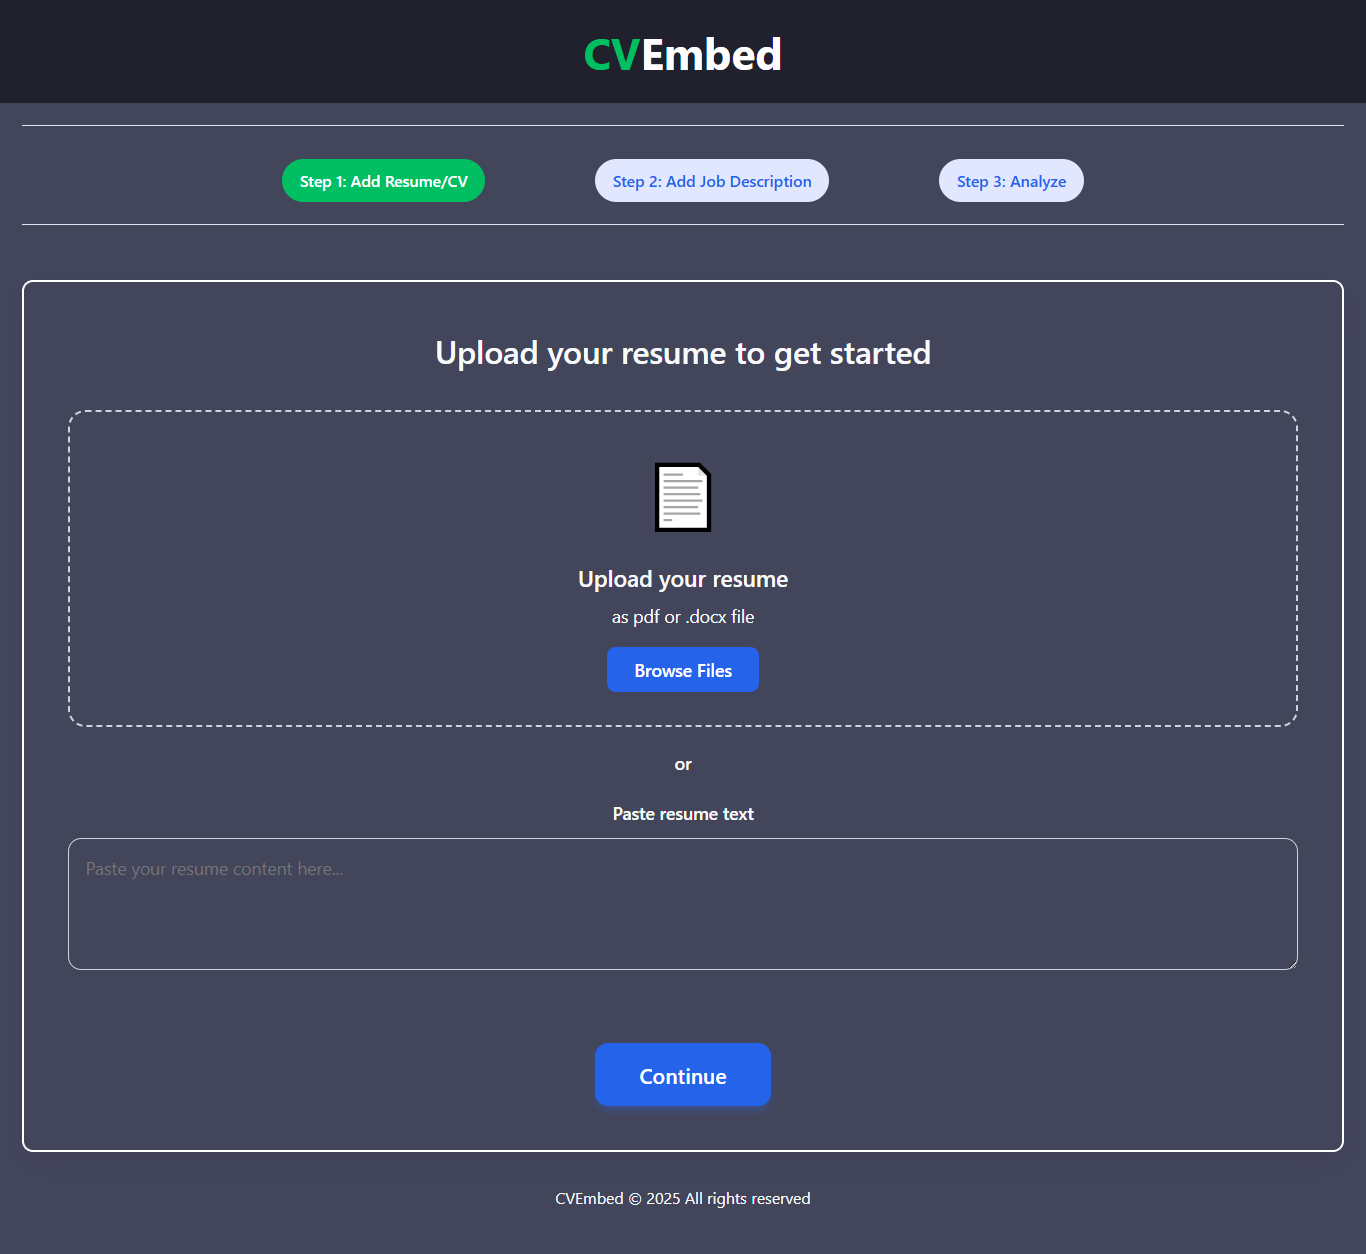 CVEmbed
Step 1: Add Resume/CV
Step 2: Add Job Description
Step 3: Analyze
Upload your resume to get started
Upload your resume
as pdf or .docx file
Browse Files
or
Paste resume text
Paste your resume content here...
Continue
CVEmbed © 2025 All rights reserved